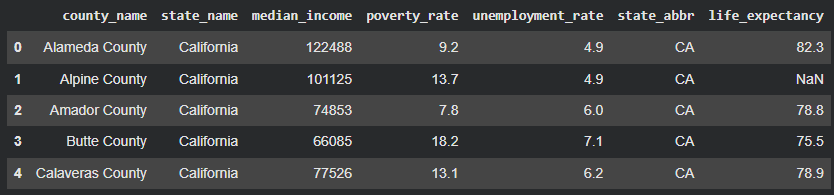 county_name state_name median_income poverty_rate unemployment_rate state_abbr life_expectancy
0 Alameda County California 122488 9.2 4.9 CA 82.3
1 Alpine County California 101125 13.7 4.9 CA NaN
2 Amador County California 74853 7.8 6.0 CA 78.8
3 Butte County California 66085 18.2 7.1 CA 75.5
4 Calaveras County California 77526 13.1 6.2 CA 78.9